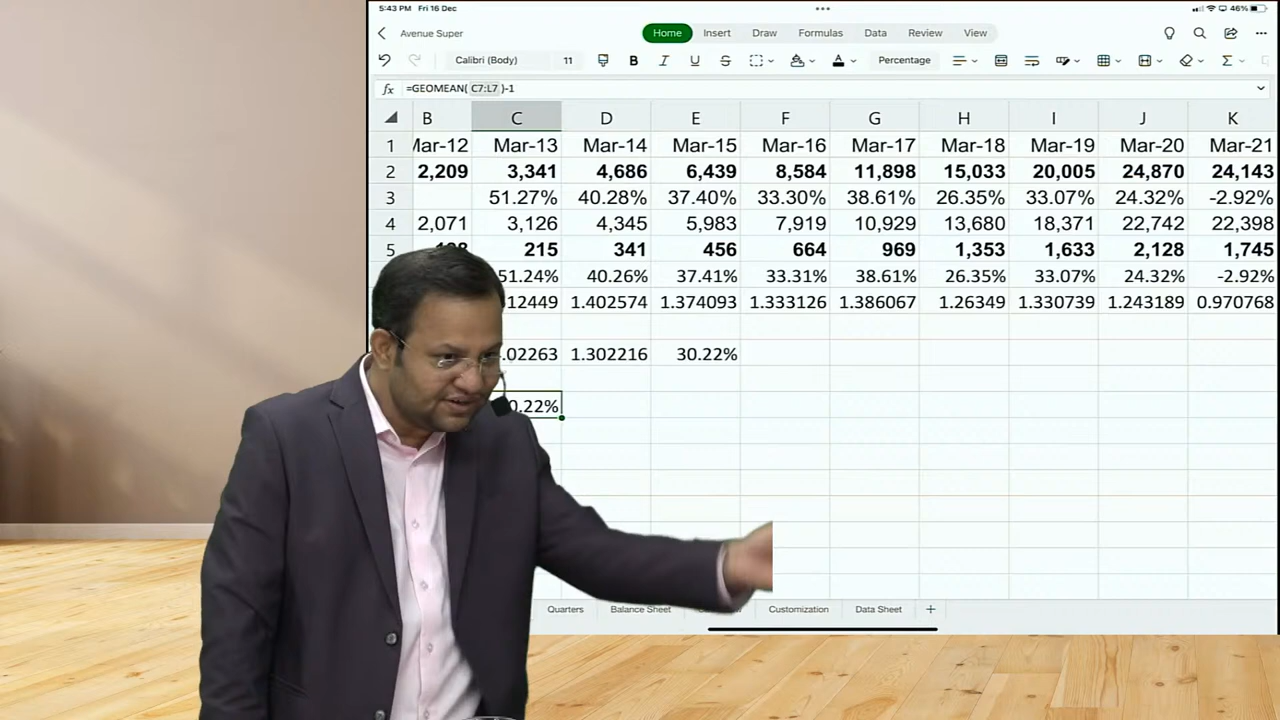 5:43 PM Fri 16 Dec
46%
Avenue Super
Home Insert Draw Formulas Data Review View
Calibri (Body) 11 B I U S A Percentage
fx =GEOMEAN( C7:L7 )-1
B C D E F G H I J K
1 Mar-12 Mar-13 Mar-14 Mar-15 Mar-16 Mar-17 Mar-18 Mar-19 Mar-20 Mar-21
2 2,209 3,341 4,686 6,439 8,584 11,898 15,033 20,005 24,870 24,143
3 51.27% 40.28% 37.40% 33.30% 38.61% 26.35% 33.07% 24.32% -2.92%
4 2,071 3,126 4,345 5,983 7,919 10,929 13,680 18,371 22,742 22,398
5 215 341 456 664 969 1,353 1,633 2,128 1,745
51.24% 40.26% 37.41% 33.31% 38.61% 26.35% 33.07% 24.32% -2.92%
12449 1.402574 1.374093 1.333126 1.386067 1.26349 1.330739 1.243189 0.970768
.02263 1.302216 30.22%
0.22%
Quarters Balance Sheet Customization Data Sheet +